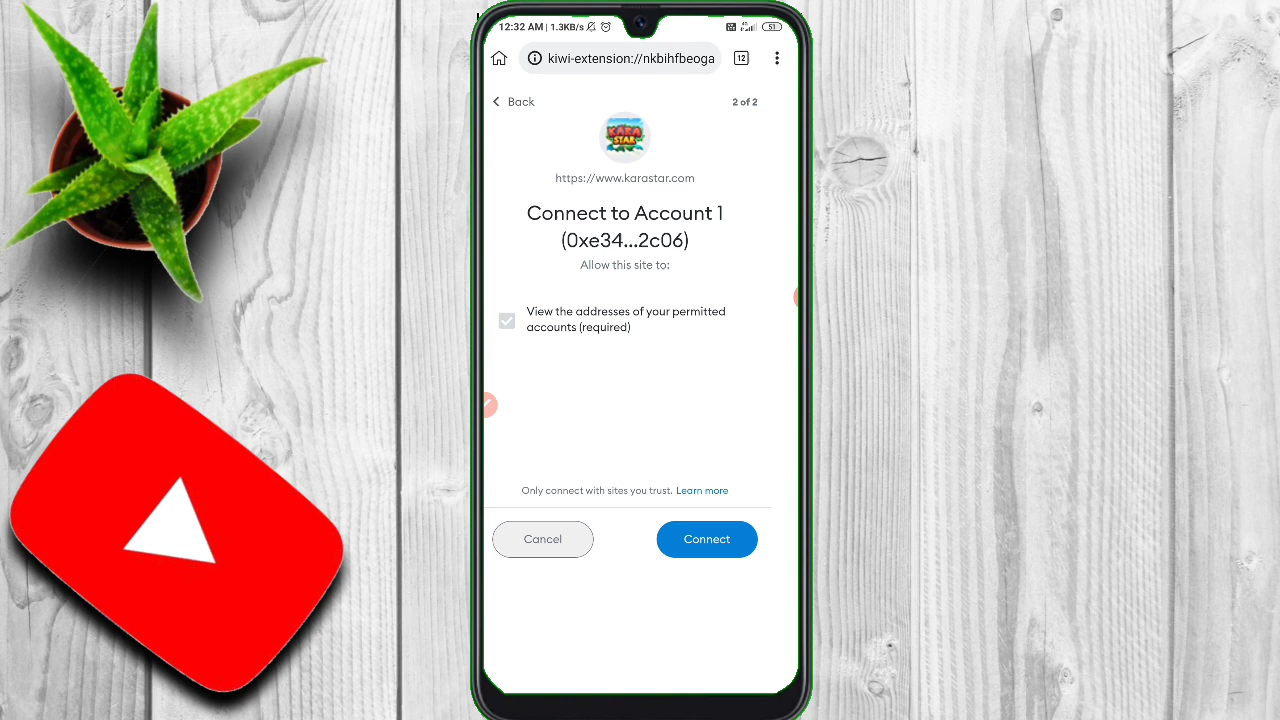 12:32 AM | 1.3KB/s
4G
51
kiwi-extension://nkbihfbeoga
12
Back
2 of 2
KARA
STAR
https://www.karastar.com
Connect to Account 1
(0xe34...2c06)
Allow this site to:
View the addresses of your permitted
accounts (required)
Only connect with sites you trust. Learn more
Cancel
Connect